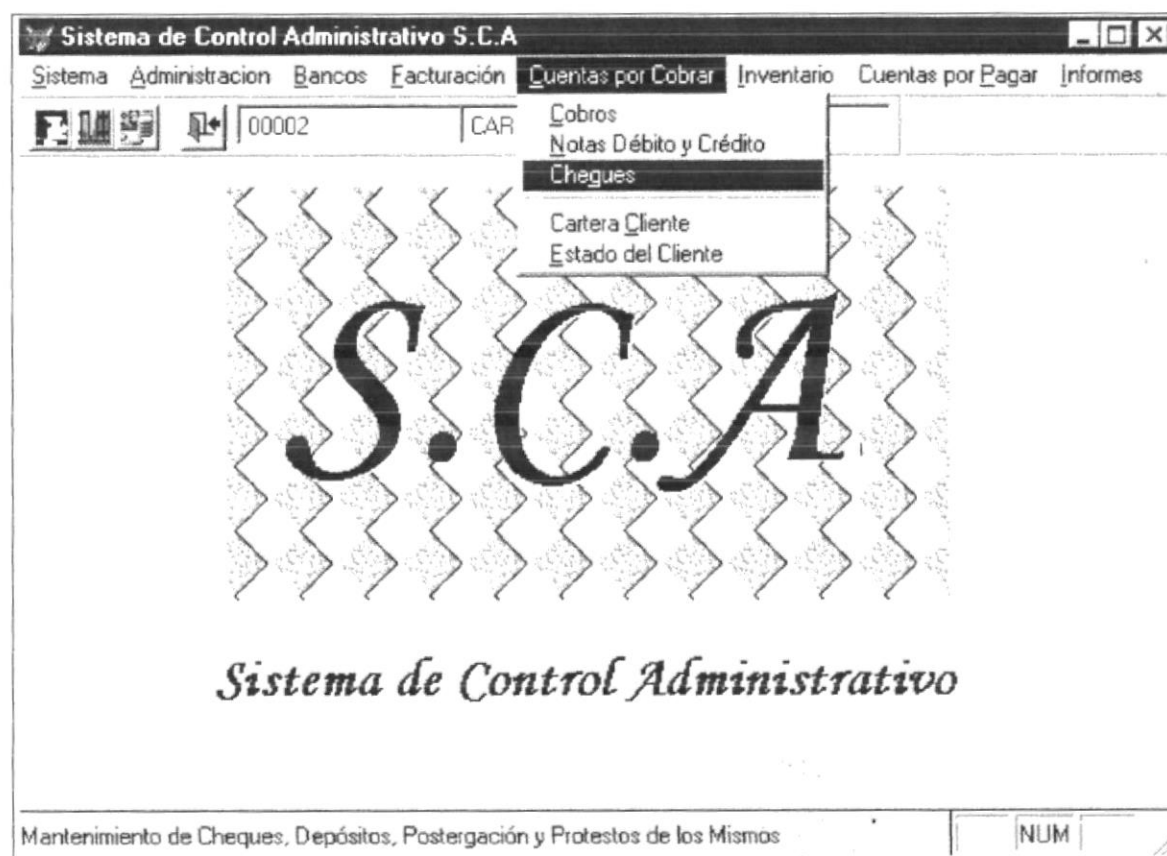 Sistema de Control Administrativo S.C.A
Sistema Administracion Bancos Facturación Cuentas por Cobrar Inventario Cuentas por Pagar Informes
00002 CAR
Cobros
Notas Débito y Crédito
Cheques
Cartera Cliente
Estado del Cliente
S.C.A
Sistema de Control Administrativo
Mantenimiento de Cheques, Depósitos, Postergación y Protestos de los Mismos NUM